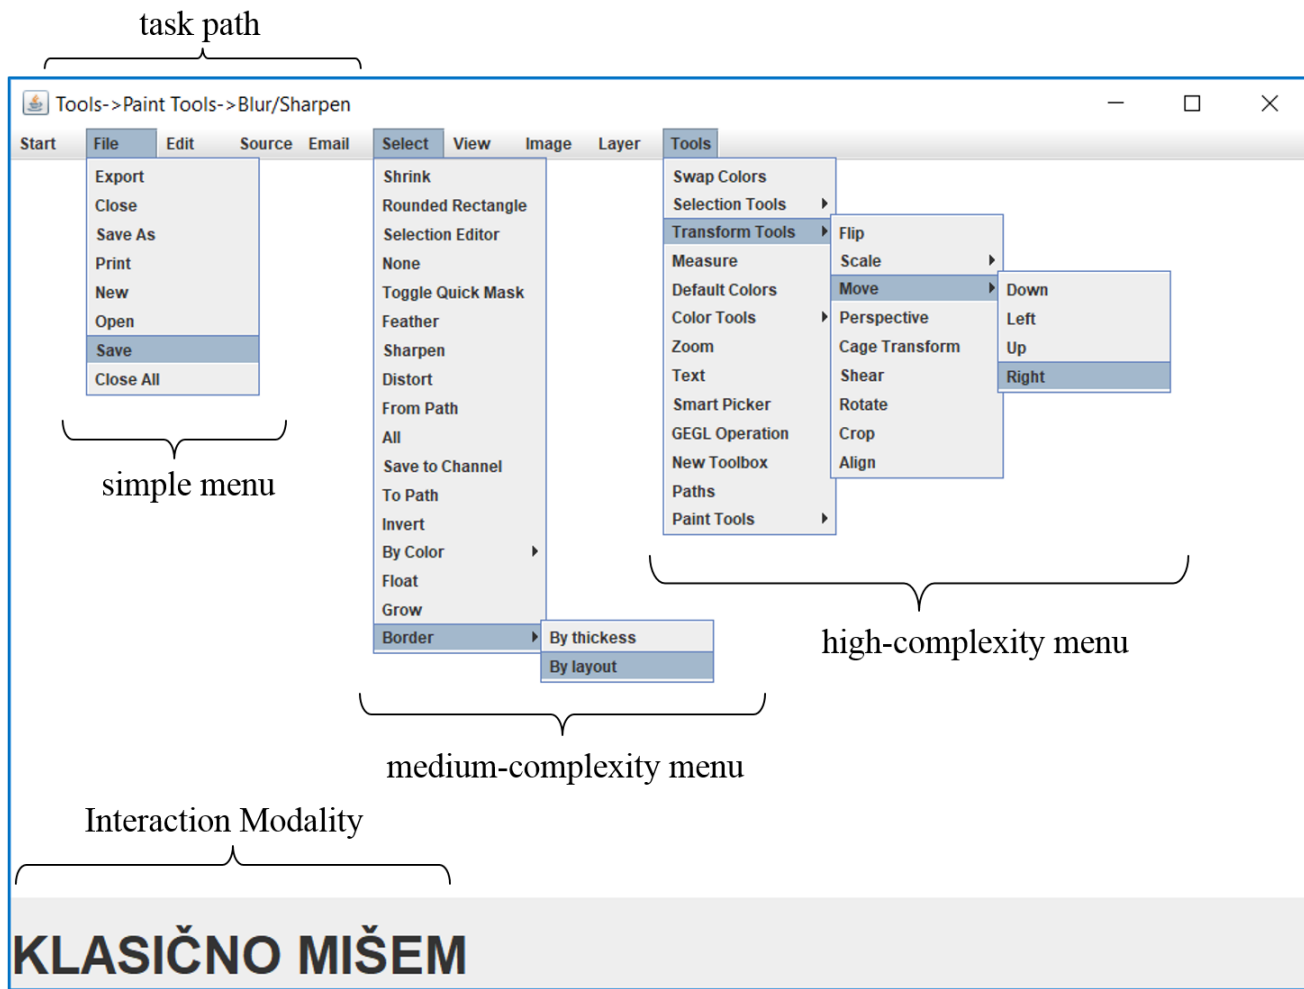 task path
Tools->Paint Tools->Blur/Sharpen
Start File Edit Source Email Select View Image Layer Tools
Export
Close
Save As
Print
New
Open
Save
Close All
simple menu
Shrink
Rounded Rectangle
Selection Editor
None
Toggle Quick Mask
Feather
Sharpen
Distort
From Path
All
Save to Channel
To Path
Invert
By Color
Float
Grow
Border
By thickess
By layout
medium-complexity menu
Swap Colors
Selection Tools
Transform Tools
Measure
Default Colors
Color Tools
Zoom
Text
Smart Picker
GEGL Operation
New Toolbox
Paths
Paint Tools
Flip
Scale
Move
Perspective
Cage Transform
Shear
Rotate
Crop
Align
Down
Left
Up
Right
high-complexity menu
Interaction Modality
KLASIČNO MIŠEM